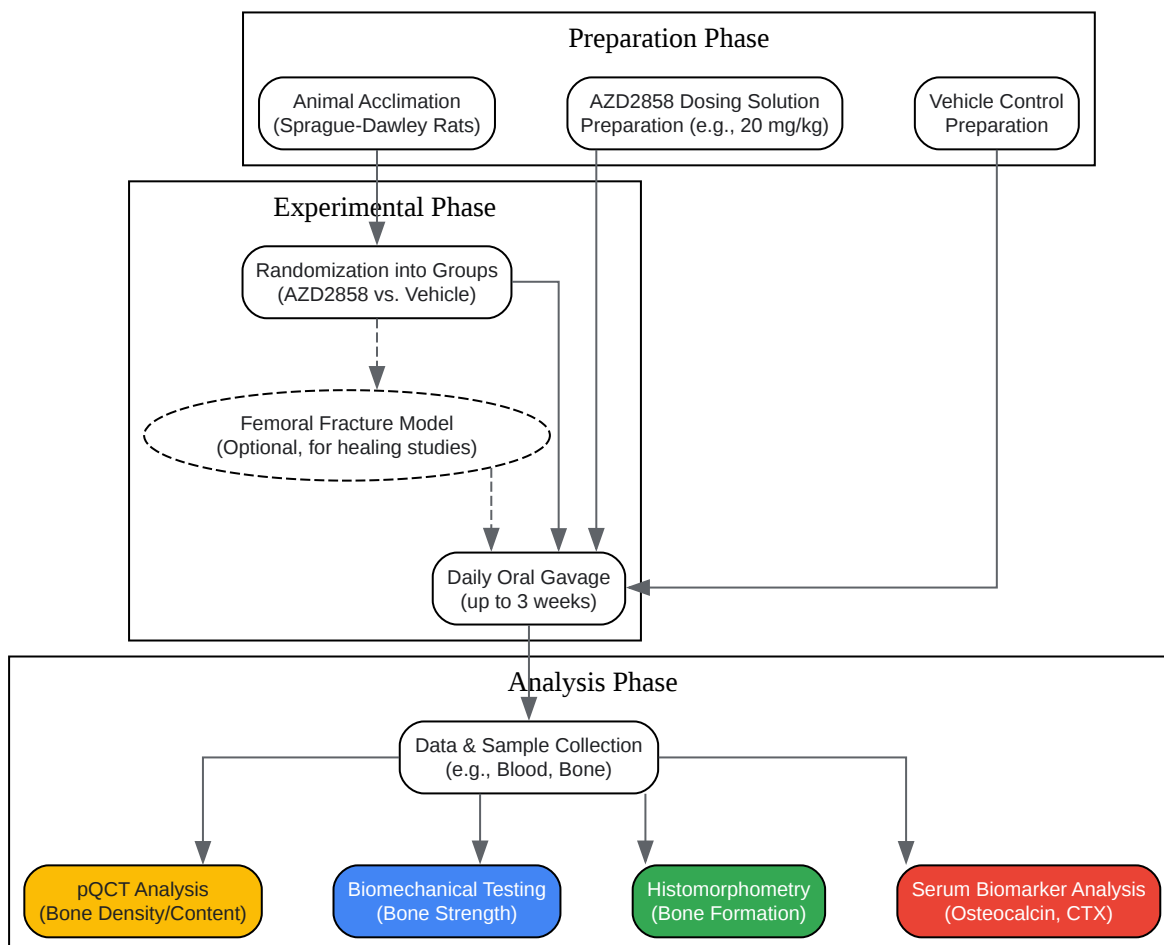 Preparation Phase
Animal Acclimation
(Sprague-Dawley Rats)
AZD2858 Dosing Solution
Preparation (e.g., 20 mg/kg)
Vehicle Control
Preparation
Experimental Phase
Randomization into Groups
(AZD2858 vs. Vehicle)
Femoral Fracture Model
(Optional, for healing studies)
Daily Oral Gavage
(up to 3 weeks)
Analysis Phase
Data & Sample Collection
(e.g., Blood, Bone)
pQCT Analysis
(Bone Density/Content)
Biomechanical Testing
(Bone Strength)
Histomorphometry
(Bone Formation)
Serum Biomarker Analysis
(Osteocalcin, CTX)